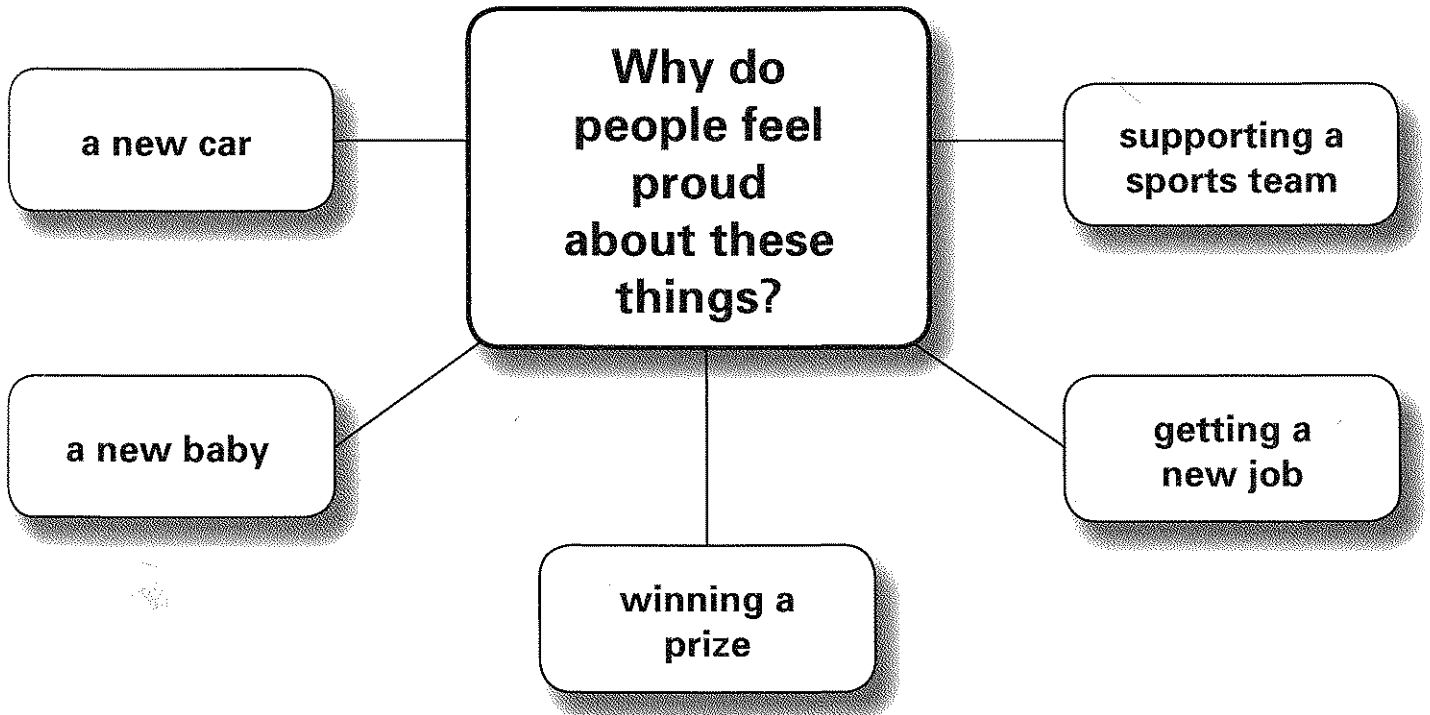 Why do
people feel
proud
about these
things?
a new car
supporting a
sports team
a new baby
getting a
new job
winning a
prize